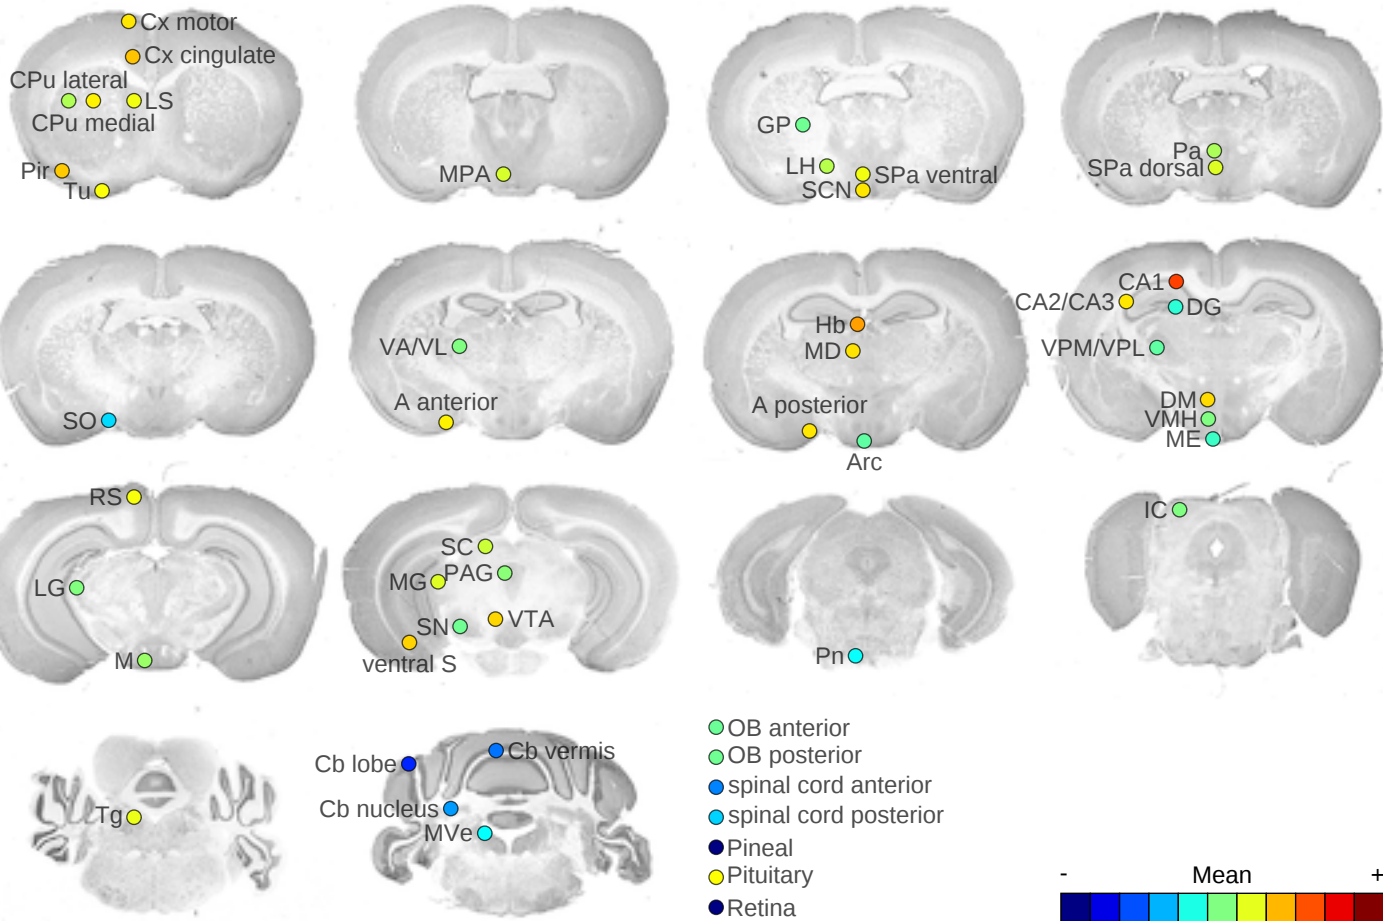 Cx motor
Cx cingulate
CPu lateral
LS
CPu medial
Pir
Tu
MPA
GP
LH
SPa ventral
SCN
Pa
SPa dorsal
SO
VA/VL
A anterior
Hb
MD
A posterior
Arc
CA1
CA2/CA3
DG
VPM/VPL
DM
VMH
ME
RS
LG
M
SC
PAG
MG
VTA
SN
ventral S
Pn
IC
Tg
Cb lobe
Cb vermis
Cb nucleus
MVe
OB anterior
OB posterior
spinal cord anterior
spinal cord posterior
Pineal
Pituitary
Retina
- Mean +